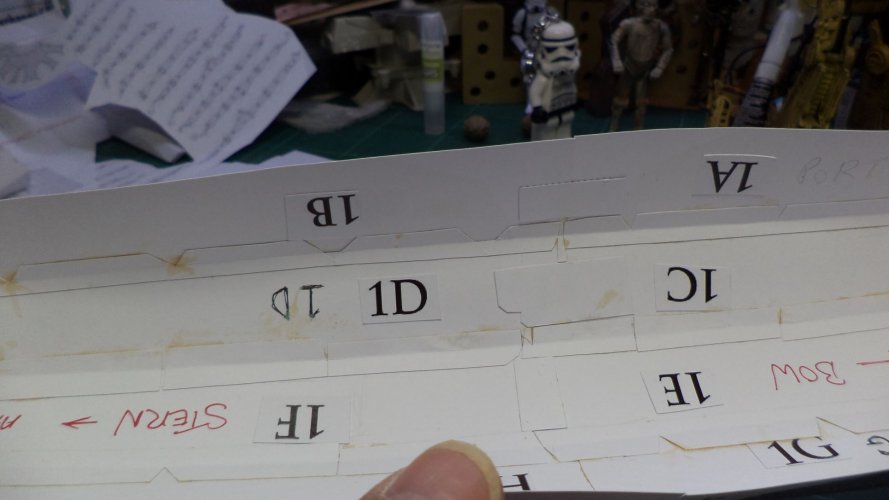 1B
1A
PORT
1D
1D
1C
STERN →
1F
1E
← BOW
1G